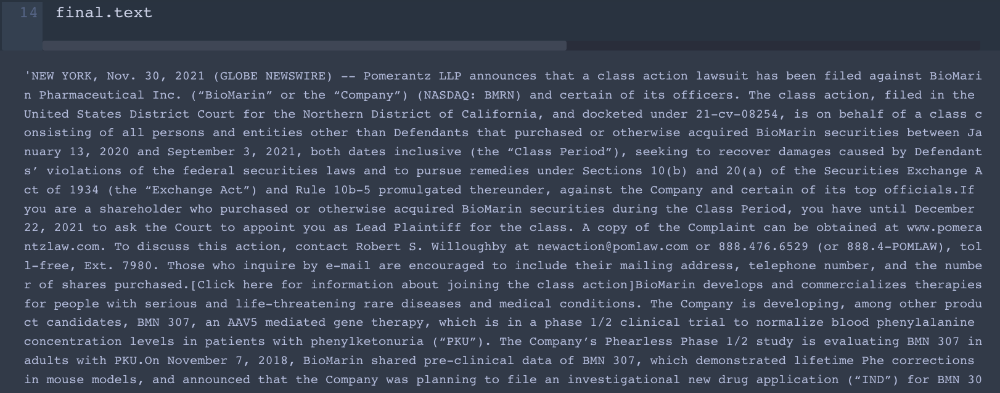 14 final.text
'NEW YORK, Nov. 30, 2021 (GLOBE NEWSWIRE) -- Pomerantz LLP announces that a class action lawsuit has been filed against BioMari
n Pharmaceutical Inc. (“BioMarin” or the “Company”) (NASDAQ: BMRN) and certain of its officers. The class action, filed in the
United States District Court for the Northern District of California, and docketed under 21-cv-08254, is on behalf of a class c
onsisting of all persons and entities other than Defendants that purchased or otherwise acquired BioMarin securities between Ja
nuary 13, 2020 and September 3, 2021, both dates inclusive (the “Class Period”), seeking to recover damages caused by Defendant
s’ violations of the federal securities laws and to pursue remedies under Sections 10(b) and 20(a) of the Securities Exchange A
ct of 1934 (the “Exchange Act”) and Rule 10b-5 promulgated thereunder, against the Company and certain of its top officials.If
you are a shareholder who purchased or otherwise acquired BioMarin securities during the Class Period, you have until December
22, 2021 to ask the Court to appoint you as Lead Plaintiff for the class. A copy of the Complaint can be obtained at www.pomera
ntzlaw.com. To discuss this action, contact Robert S. Willoughby at newaction@pomlaw.com or 888.476.6529 (or 888.4-POMLAW), tol
l-free, Ext. 7980. Those who inquire by e-mail are encouraged to include their mailing address, telephone number, and the numbe
r of shares purchased.[Click here for information about joining the class action]BioMarin develops and commercializes therapies
for people with serious and life-threatening rare diseases and medical conditions. The Company is developing, among other produ
ct candidates, BMN 307, an AAV5 mediated gene therapy, which is in a phase 1/2 clinical trial to normalize blood phenylalanine
concentration levels in patients with phenylketonuria (“PKU”). The Company’s Phearless Phase 1/2 study is evaluating BMN 307 in
adults with PKU.On November 7, 2018, BioMarin shared pre-clinical data of BMN 307, which demonstrated lifetime Phe corrections
in mouse models, and announced that the Company was planning to file an investigational new drug application (“IND”) for BMN 30